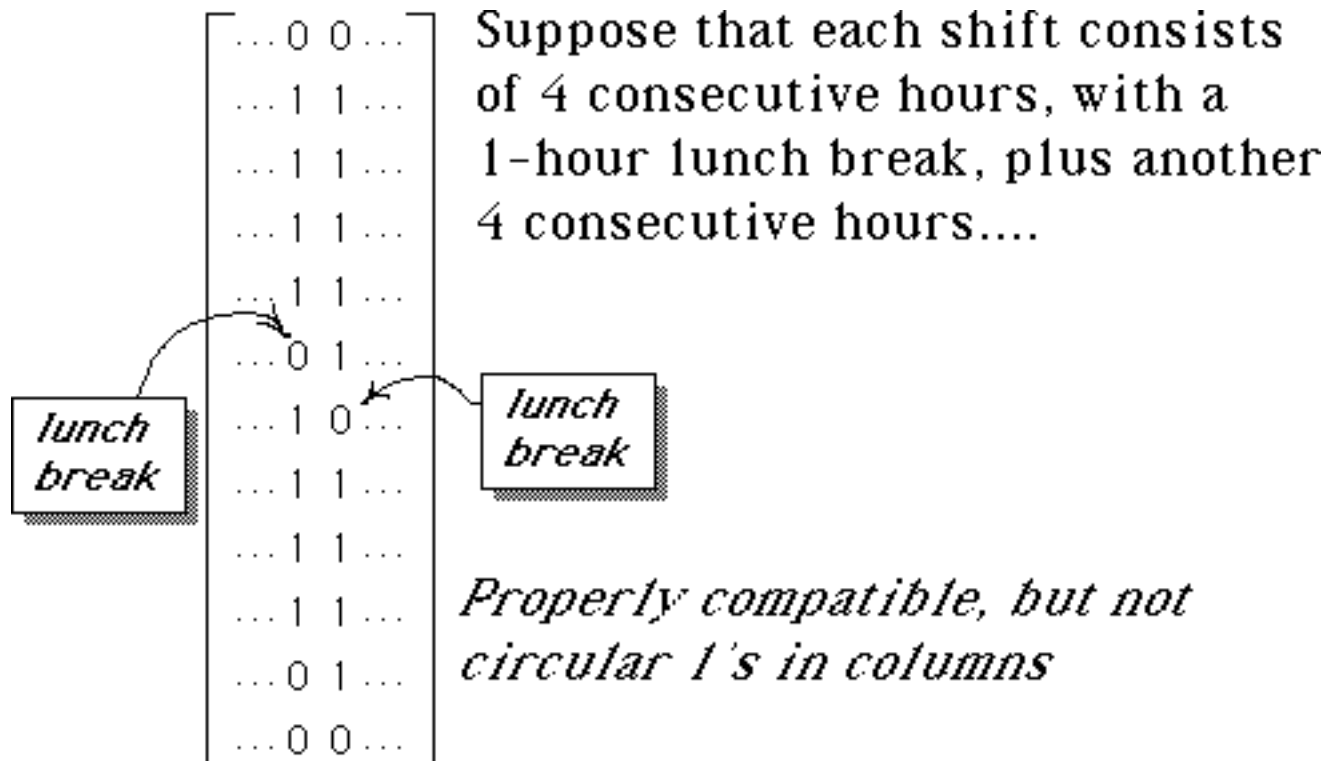 ...0 0...
...1 1...
...1 1...
...1 1...
...1 1...
...0 1...
...1 0...
...1 1...
...1 1...
...1 1...
...0 1...
...0 0...
Suppose that each shift consists
of 4 consecutive hours, with a
1-hour lunch break, plus another
4 consecutive hours....
lunch
break
lunch
break
Properly compatible, but not
circular 1's in columns